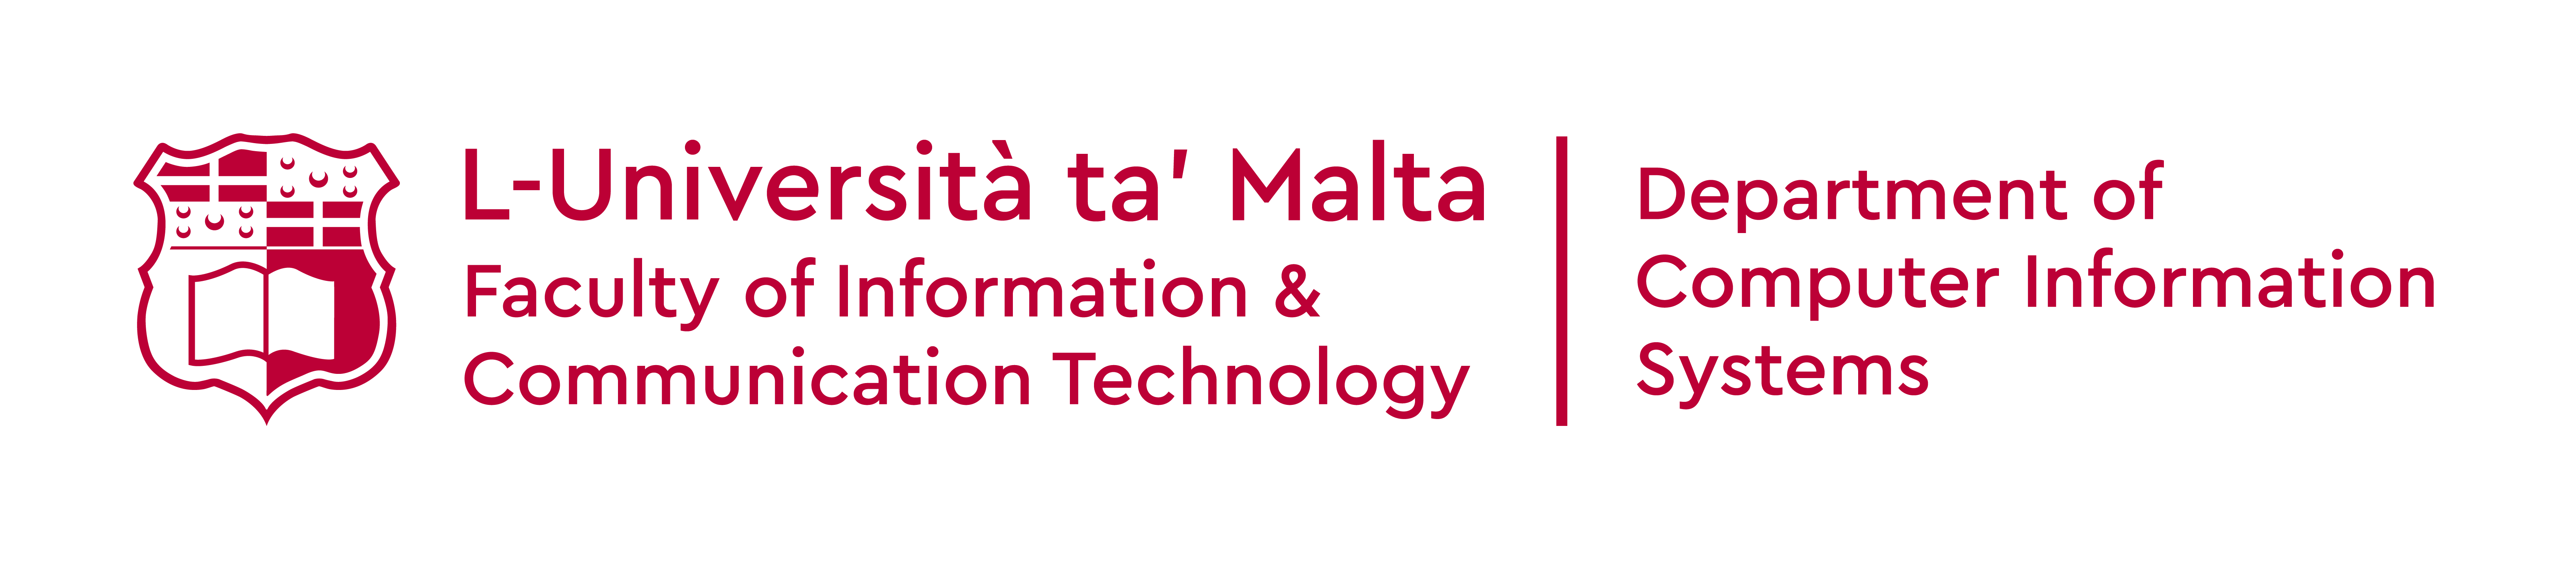 L-Università ta' Malta
Faculty of Information &
Communication Technology
Department of
Computer Information
Systems